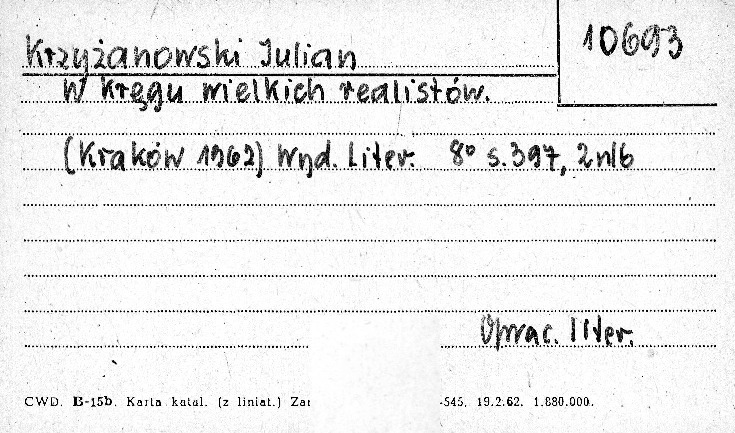 10693
Krzyżanowski Julian
W kręgu wielkich realistów.
(Kraków 1962) Wyd. Liter. 8° s. 397, 2 nlb
Oprac. liter.
CWD. B-15b. Karta katal. (z liniat.) Zar -545. 19.2.62. 1.880.000.